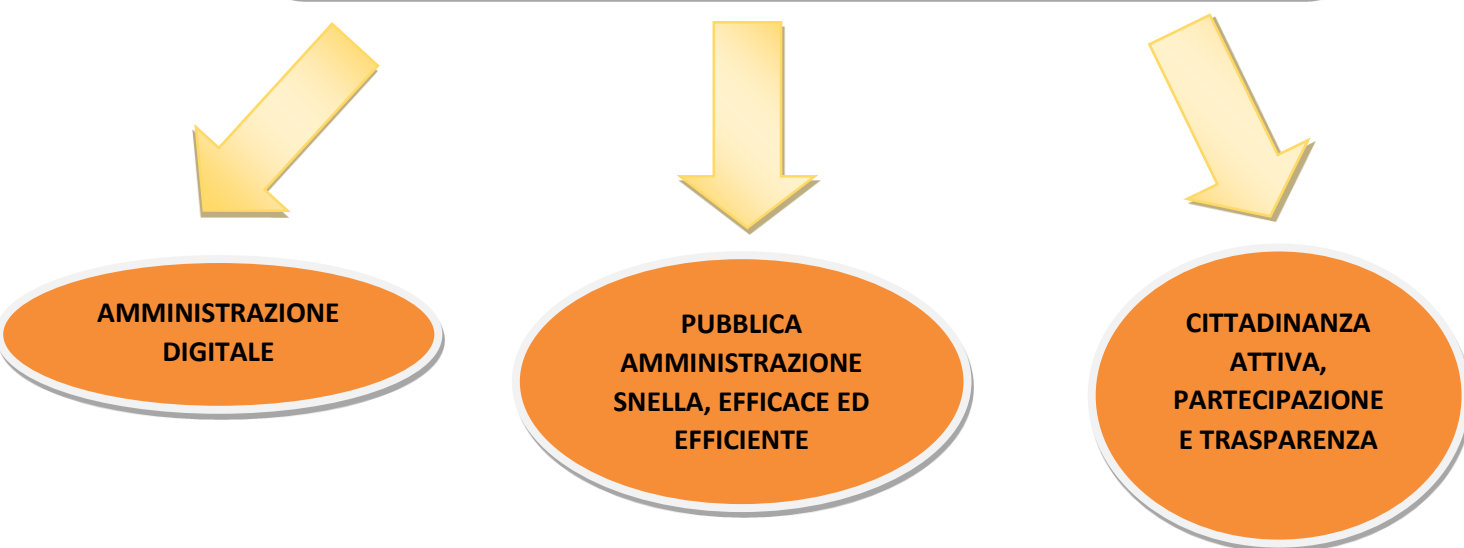 AMMINISTRAZIONE
DIGITALE
PUBBLICA
AMMINISTRAZIONE
SNELLA, EFFICACE ED
EFFICIENTE
CITTADINANZA
ATTIVA,
PARTECIPAZIONE
E TRASPARENZA